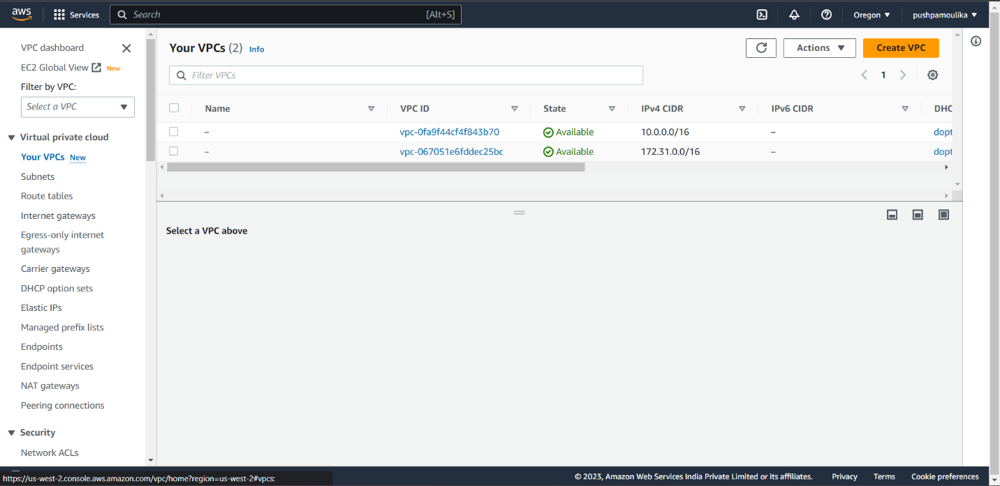 aws
Services
Search
[Alt+S]
Oregon
pushpamoulika
VPC dashboard
EC2 Global View New
Filter by VPC:
Select a VPC
Virtual private cloud
Your VPCs New
Subnets
Route tables
Internet gateways
Egress-only internet
gateways
Carrier gateways
DHCP option sets
Elastic IPs
Managed prefix lists
Endpoints
Endpoint services
NAT gateways
Peering connections
Security
Network ACLs
Your VPCs (2) Info
Actions
Create VPC
Filter VPCs
1
Name VPC ID State IPv4 CIDR IPv6 CIDR DHC
– vpc-0fa9f44cf4f843b70 Available 10.0.0.0/16 – dopt
– vpc-067051e6fddec25bc Available 172.31.0.0/16 – dopt
Select a VPC above
https://us-west-2.console.aws.amazon.com/vpc/home?region=us-west-2#vpcs:
© 2023, Amazon Web Services India Private Limited or its affiliates. Privacy Terms Cookie preferences